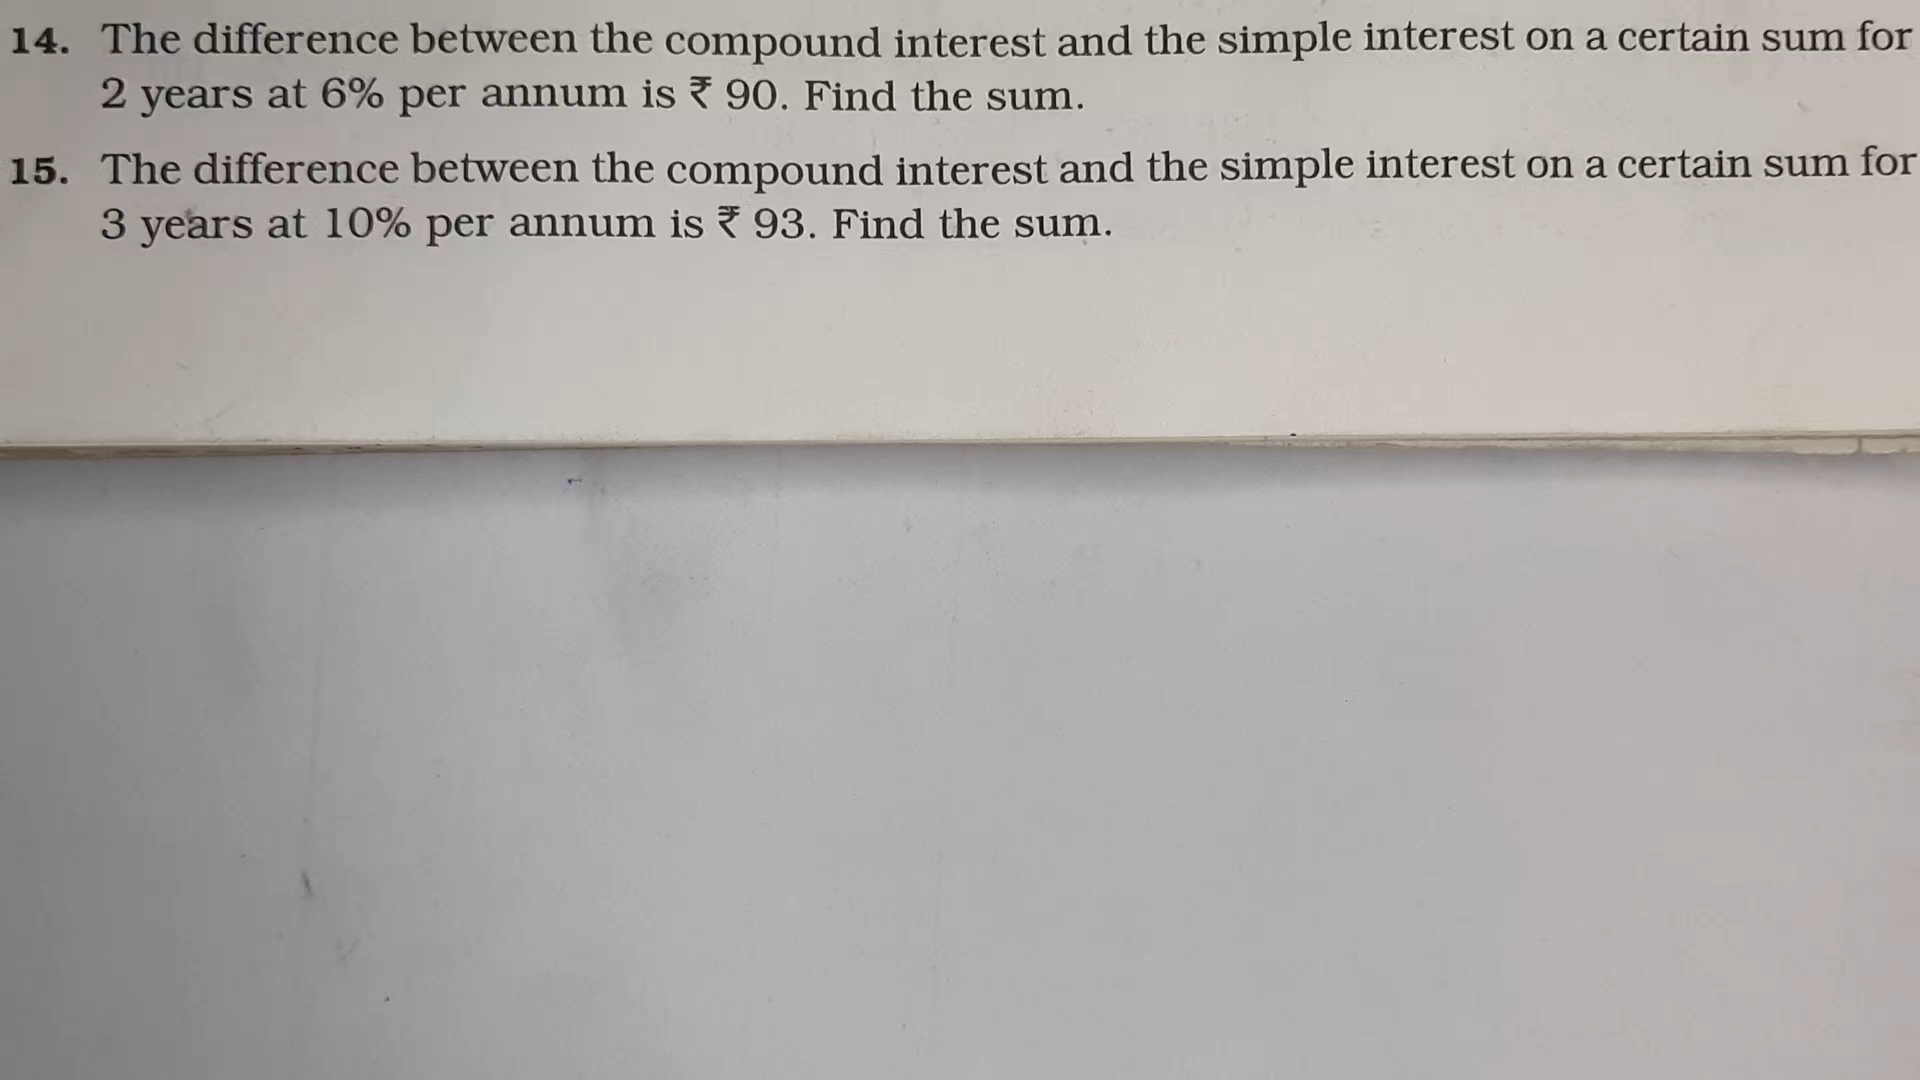 14. The difference between the compound interest and the simple interest on a certain sum for
2 years at 6% per annum is ₹ 90. Find the sum.
15. The difference between the compound interest and the simple interest on a certain sum for
3 years at 10% per annum is ₹ 93. Find the sum.